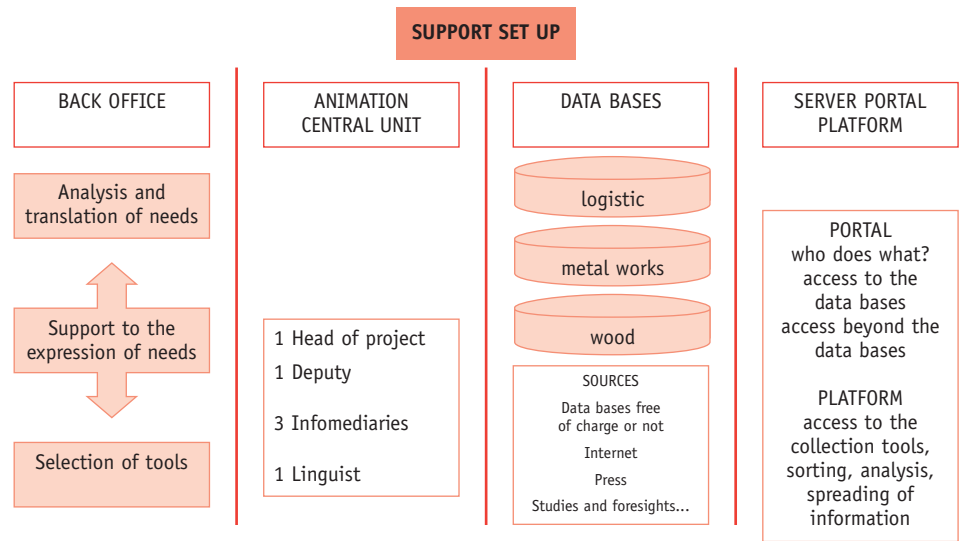 SUPPORT SET UP
BACK OFFICE
Analysis and
translation of needs
Support to the
expression of needs
Selection of tools
ANIMATION
CENTRAL UNIT
1 Head of project
1 Deputy
3 Infomediaries
1 Linguist
DATA BASES
logistic
metal works
wood
SOURCES
Data bases free
of charge or not
Internet
Press
Studies and foresights...
SERVER PORTAL
PLATFORM
PORTAL
who does what?
access to the
data bases
access beyond the
data bases
PLATFORM
access to the
collection tools,
sorting, analysis,
spreading of
information